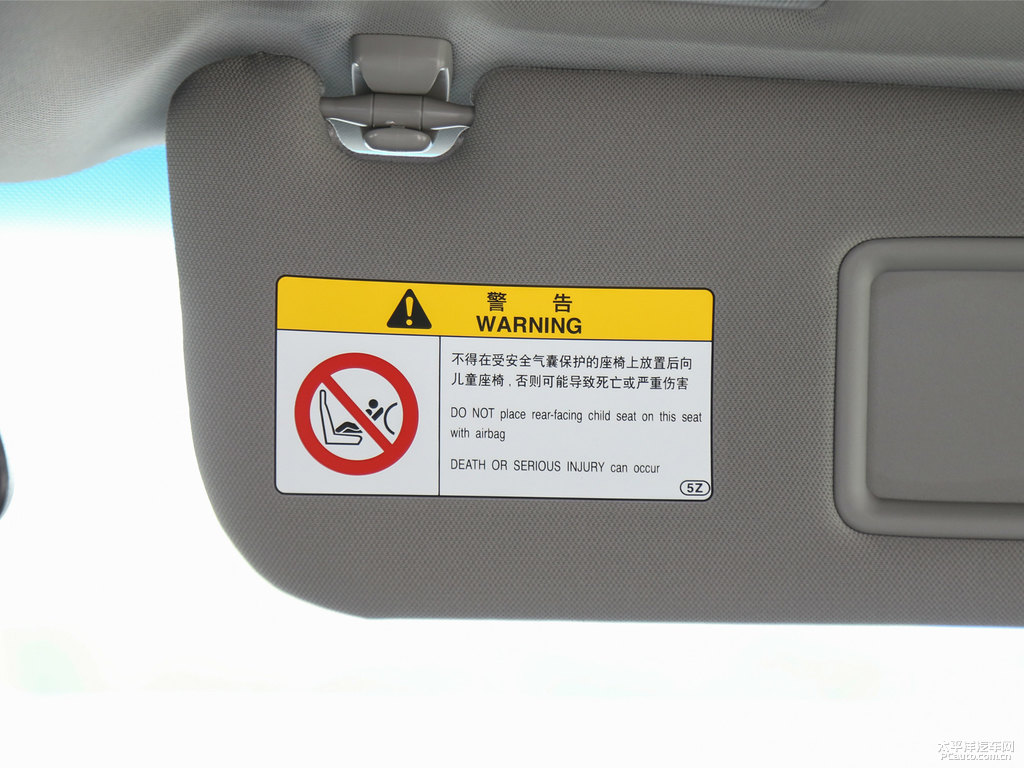 警 告
WARNING
不得在受安全气囊保护的座椅上放置后向
儿童座椅，否则可能导致死亡或严重伤害
DO NOT place rear-facing child seat on this seat
with airbag
DEATH OR SERIOUS INJURY can occur
5Z
太平洋汽车网
PCauto.com.cn